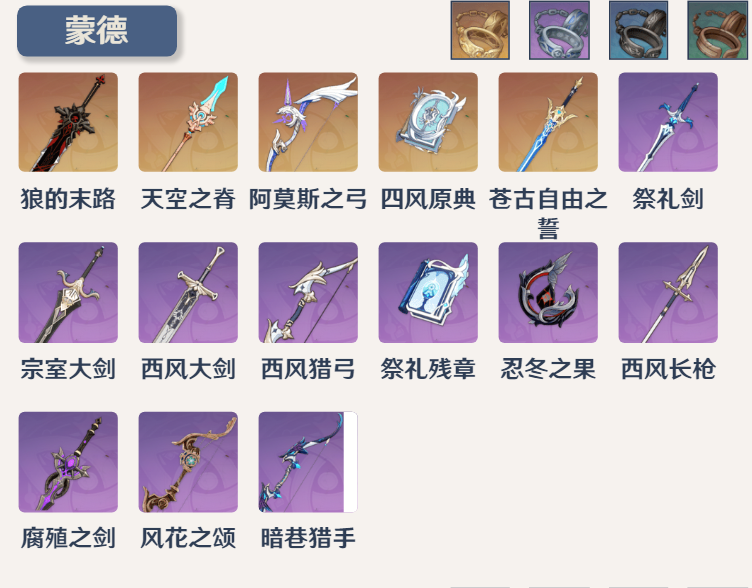 蒙德
狼的末路 天空之脊 阿莫斯之弓 四风原典 苍古自由之誓 祭礼剑
宗室大剑 西风大剑 西风猎弓 祭礼残章 忍冬之果 西风长枪
腐殖之剑 风花之颂 暗巷猎手